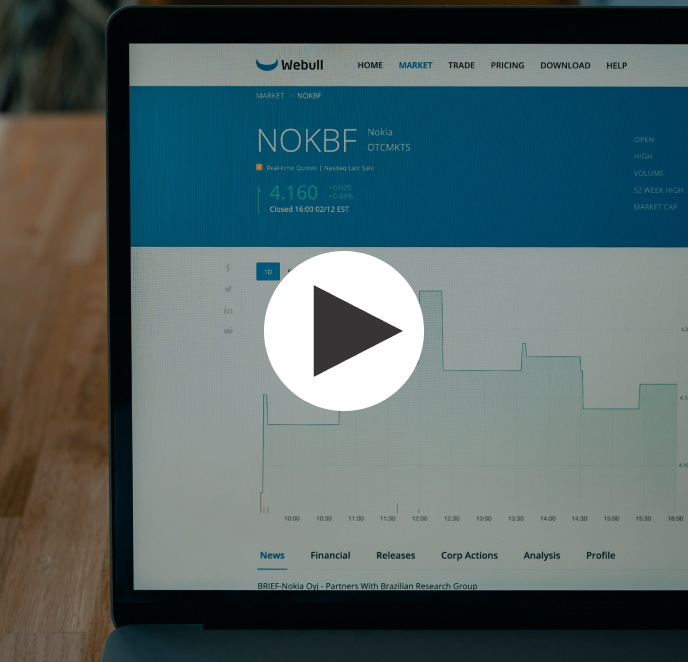 Webull HOME MARKET TRADE PRICING DOWNLOAD HELP
MARKET > NOKBF
NOKBF Nokia
OTCMKTS
Real-time Quotes | Nasdaq Last Sale
4.160 +0.020
+0.48%
Closed 16:00 02/12 EST
OPEN
HIGH
VOLUME
52 WEEK HIGH
MARKET CAP
1D
10:00 10:30 11:00 11:30 12:00 12:30 13:00 13:30 14:00 14:30 15:00 15:30 16:00
News Financial Releases Corp Actions Analysis Profile
BRIEF-Nokia Oyj - Partners With Brazilian Research Group